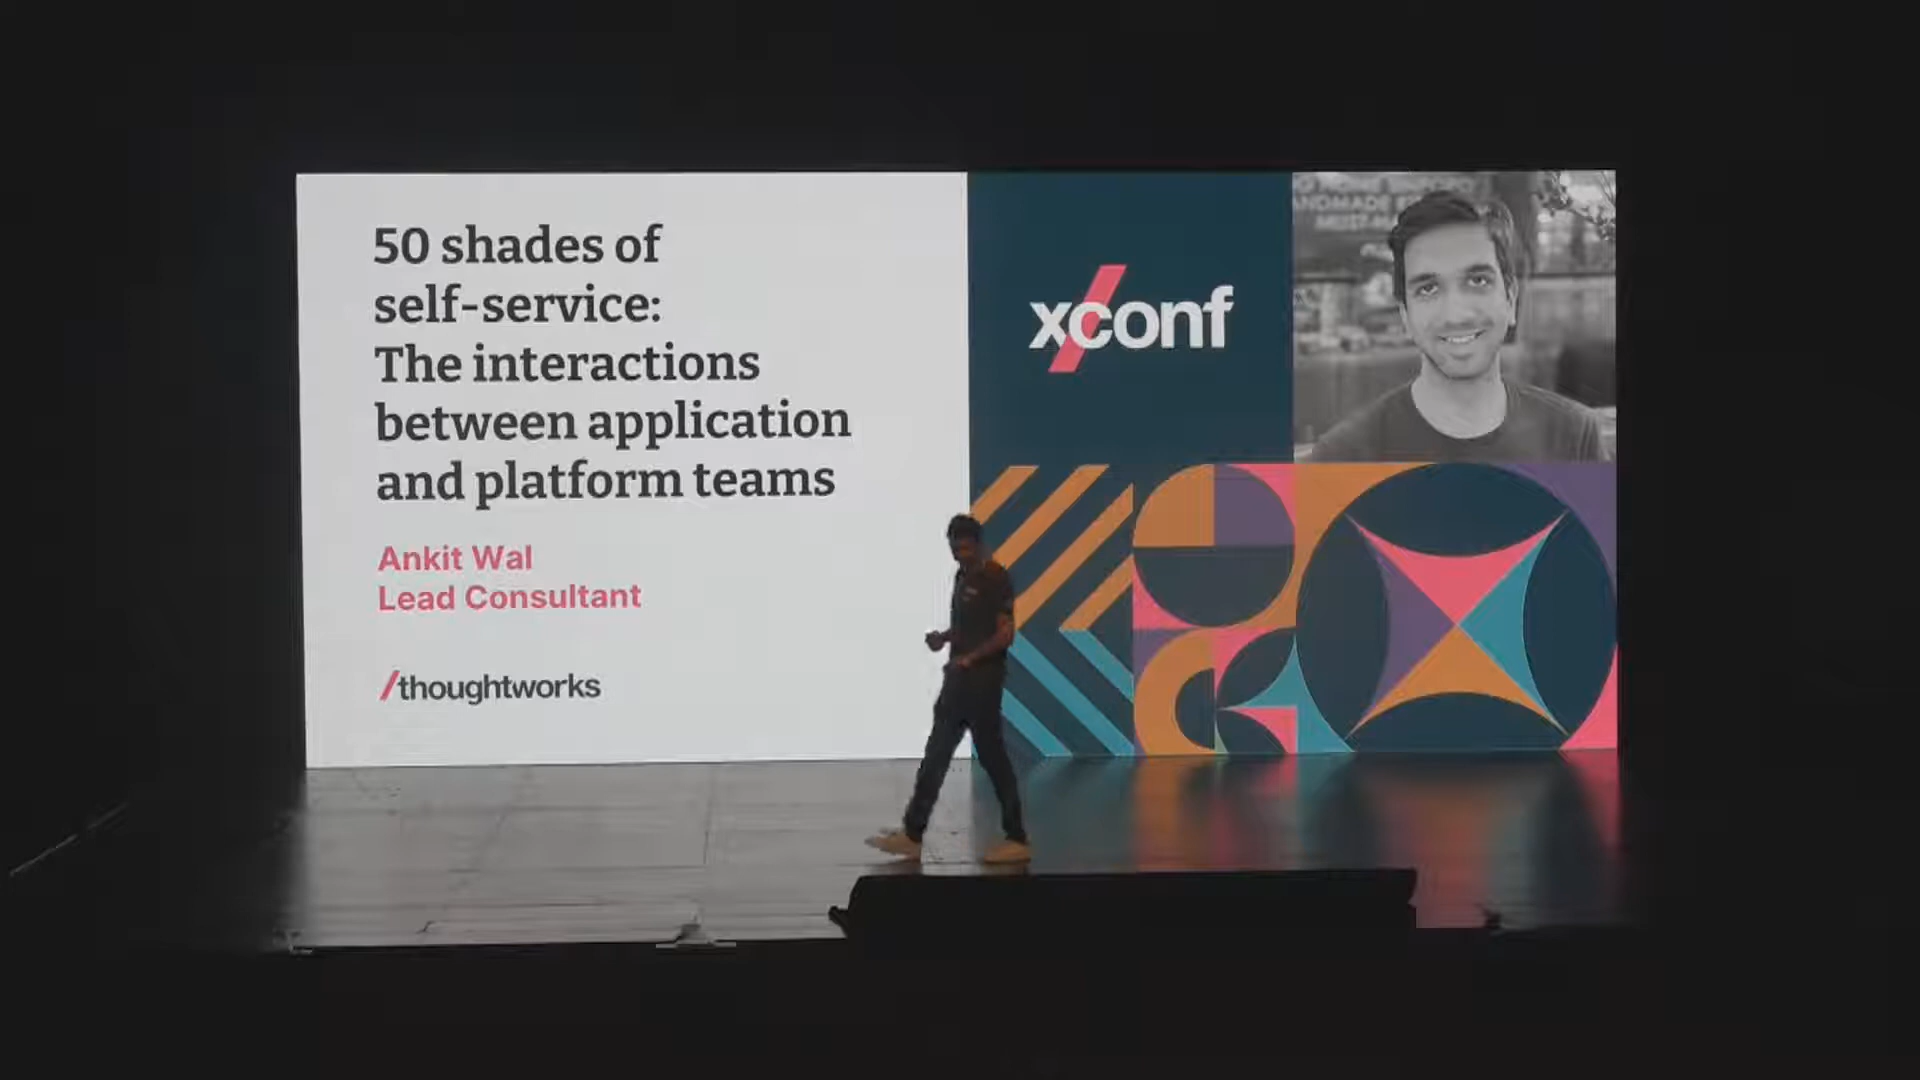 50 shades of
self-service:
The interactions
between application
and platform teams
Ankit Wal
Lead Consultant
/thoughtworks
xconf